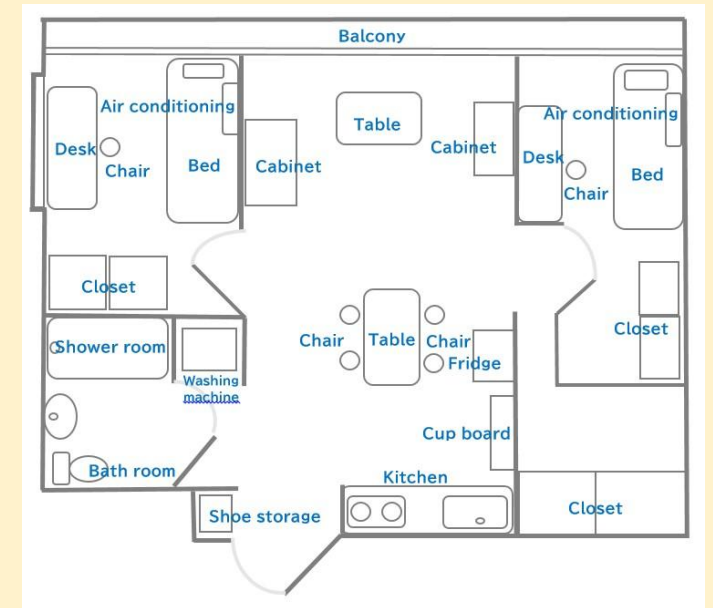 Balcony
Air conditioning
Desk
Chair
Bed
Cabinet
Table
Cabinet
Air conditioning
Desk
Chair
Bed
Closet
Closet
Shower room
Washing
machine
Chair
Table
Chair
Fridge
Cup board
Bath room
Kitchen
Shoe storage
Closet